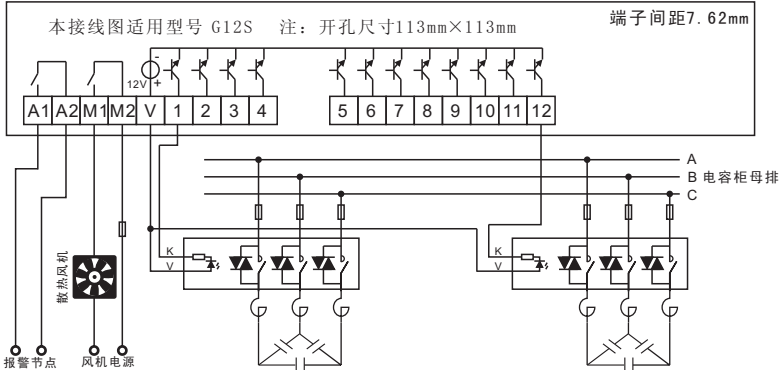 本接线图适用型号 G12S 注: 开孔尺寸113mm×113mm
端子间距7.62mm
-
12V
+
A1 A2 M1 M2 V 1 2 3 4 5 6 7 8 9 10 11 12
A
B 电容柜母排
C
K
V
K
V
散热风机
报警节点
风机电源